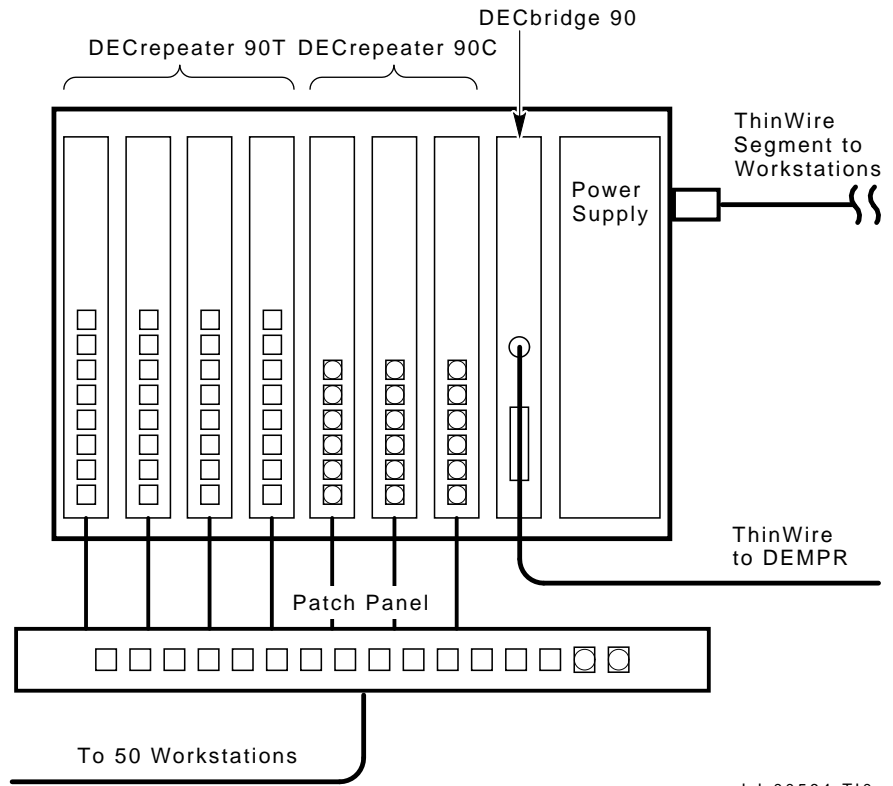 DECbridge 90
DECrepeater 90T DECrepeater 90C
ThinWire
Segment to
Workstations
Power
Supply
ThinWire
to DEMPR
Patch Panel
To 50 Workstations